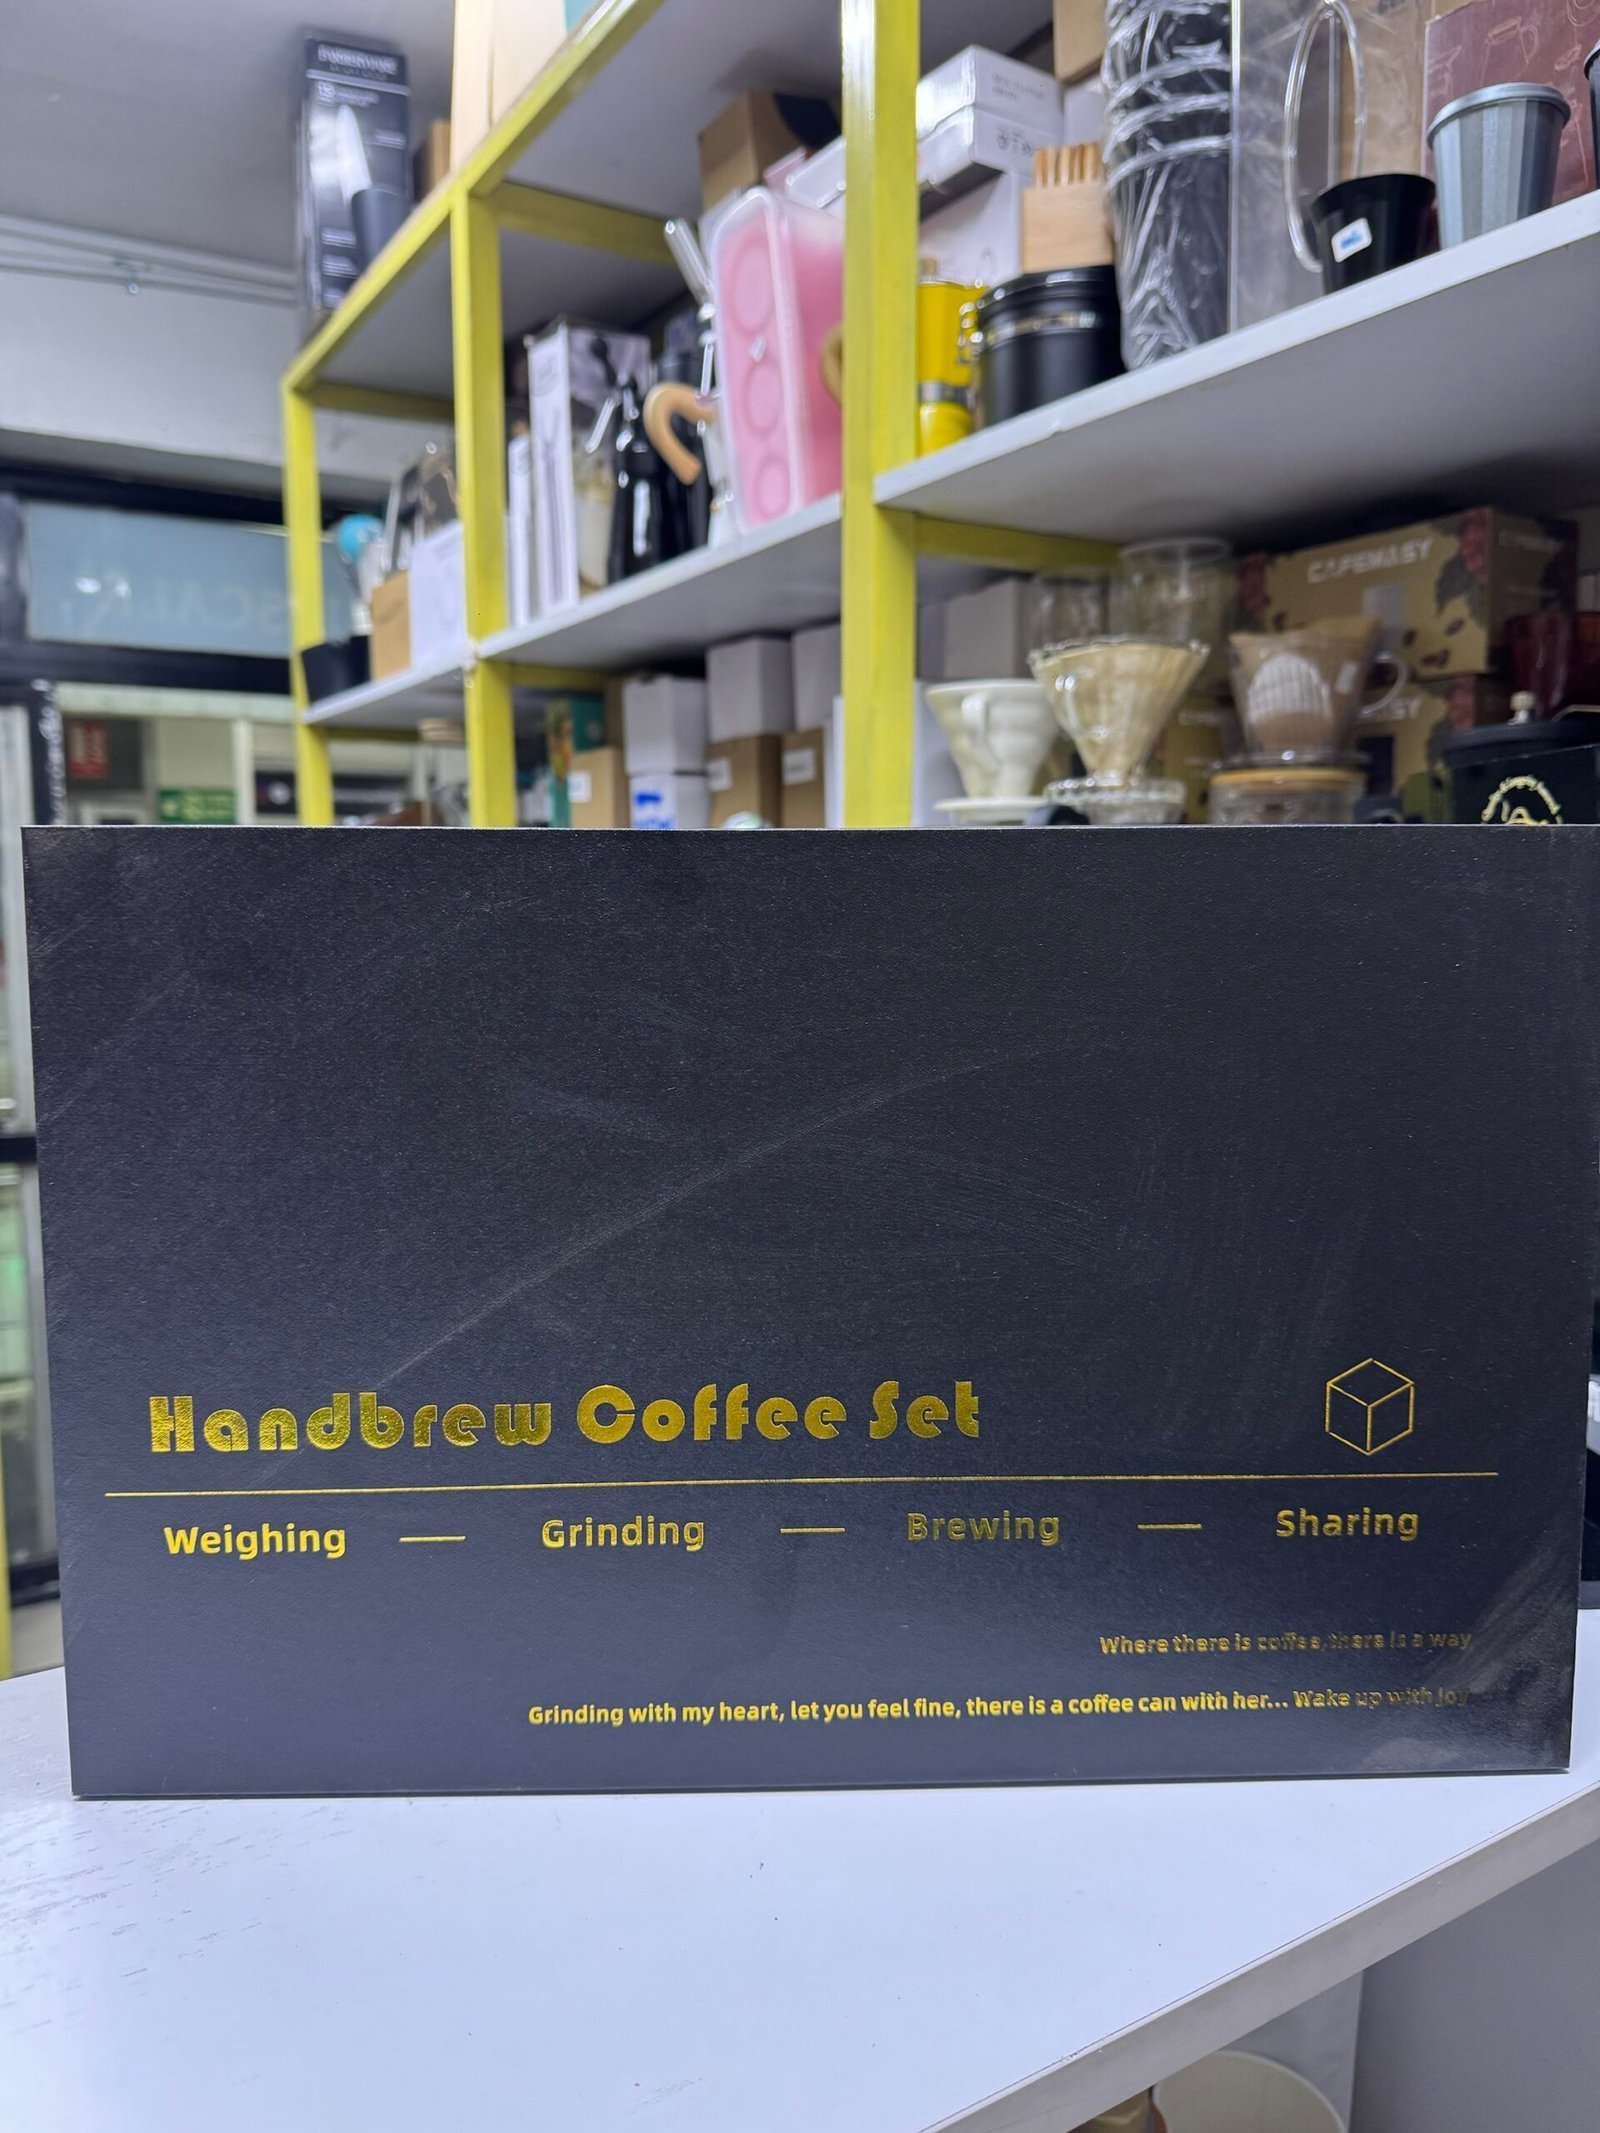 FARBERWARE
CAFEMASY
Handbrew Coffee Set
Weighing — Grinding — Brewing — Sharing
Where there is coffee,there is a way
Grinding with my heart, let you feel fine, there is a coffee can with her... Wake up with joy